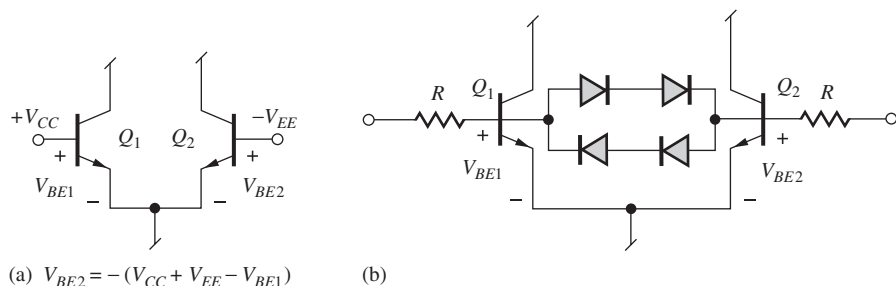 +V_CC
Q_1
Q_2
−V_EE
+
+
V_BE1
V_BE2
−
−
(a) V_BE2 = − (V_CC + V_EE − V_BE1)
R
Q_1
Q_2
R
+
+
V_BE1
V_BE2
−
−
(b)